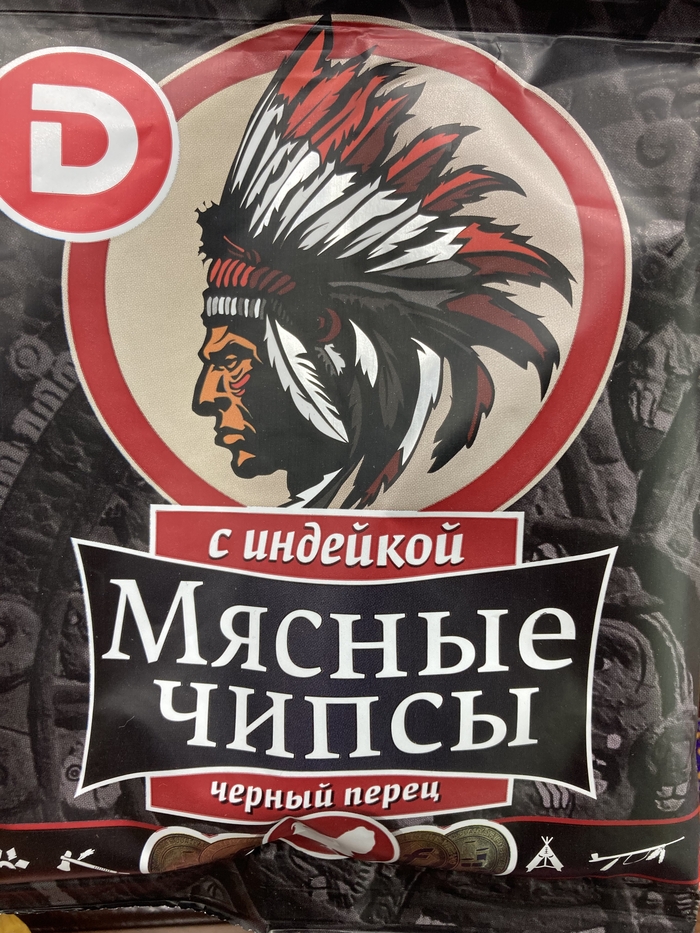 D
с индейкой
Мясные
чипсы
черный перец